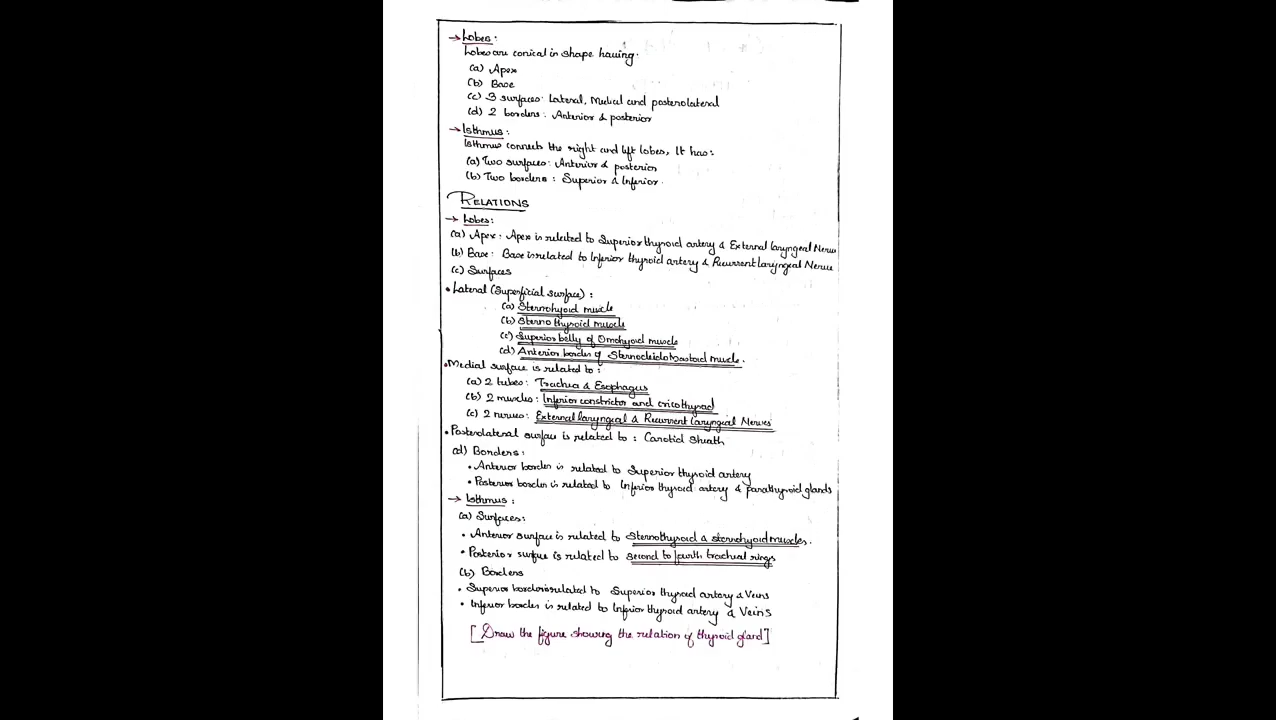 → Lobes:
Lobes are conical in shape having:
(a) Apex
(b) Base
(c) 3 surfaces: Lateral, Medial and posterolateral
(d) 2 borders: Anterior & posterior
→ Isthmus:
Isthmus connects the right and left lobes, It has:
(a) Two surfaces: Anterior & posterior
(b) Two borders: Superior & Inferior.
RELATIONS
→ Lobes:
(a) Apex: Apex is related to Superior thyroid artery & External laryngeal Nerve
(b) Base: Base is related to Inferior thyroid artery & Recurrent laryngeal Nerve
(c) Surfaces
• Lateral (Superficial surface):
(a) Sternohyoid muscle
(b) Sterno thyroid muscle
(c) Superior belly of Omohyoid muscle
(d) Anterior border of Sternocleido Mastoid muscle.
• Medial surface is related to:
(a) 2 tubes: Trachea & Esophagus
(b) 2 muscles: Inferior constrictor and cricothyroid
(c) 2 nerves: External laryngeal & Recurrent laryngeal Nerves
• Posterolateral surface is related to: Carotid Sheath
(d) Borders:
• Anterior border is related to Superior thyroid artery
• Posterior border is related to Inferior thyroid artery & parathyroid glands
→ Isthmus:
(a) Surfaces:
• Anterior surface is related to Sternothyroid & sternohyoid muscles.
• Posterior surface is related to second to fourth tracheal rings
(b) Borders
• Superior border is related to Superior thyroid artery & Veins
• Inferior border is related to Inferior thyroid artery & Veins
[Draw the figure showing the relation of thyroid gland]